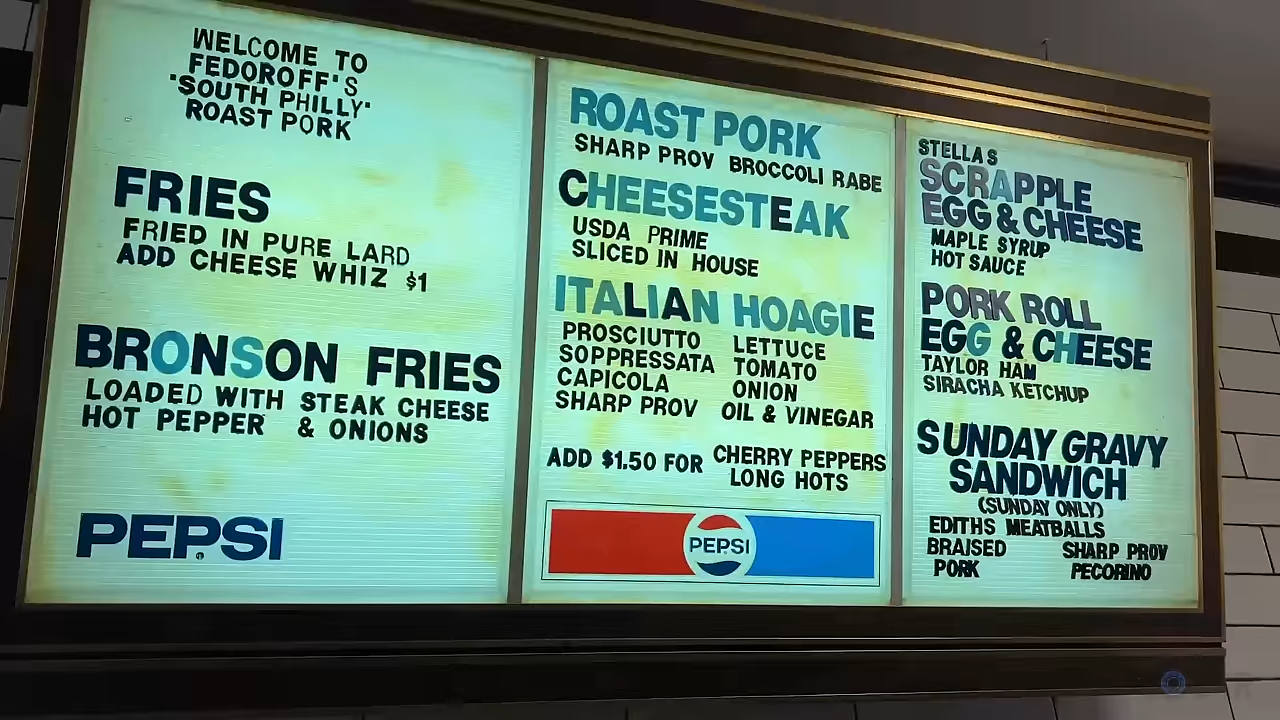 WELCOME TO
FEDOROFF'S
"SOUTH PHILLY"
ROAST PORK
FRIES
FRIED IN PURE LARD
ADD CHEESE WHIZ $1
BRONSON FRIES
LOADED WITH STEAK CHEESE
HOT PEPPER & ONIONS
PEPSI
ROAST PORK
SHARP PROV BROCCOLI RABE
CHEESESTEAK
USDA PRIME
SLICED IN HOUSE
ITALIAN HOAGIE
PROSCIUTTO LETTUCE
SOPPRESSATA TOMATO
CAPICOLA ONION
SHARP PROV OIL & VINEGAR
ADD $1.50 FOR CHERRY PEPPERS
LONG HOTS
PEPSI
STELLAS
SCRAPPLE
EGG & CHEESE
MAPLE SYRUP
HOT SAUCE
PORK ROLL
EGG & CHEESE
TAYLOR HAM
SIRACHA KETCHUP
SUNDAY GRAVY
SANDWICH
(SUNDAY ONLY)
EDITHS MEATBALLS
BRAISED SHARP PROV
PORK PECORINO